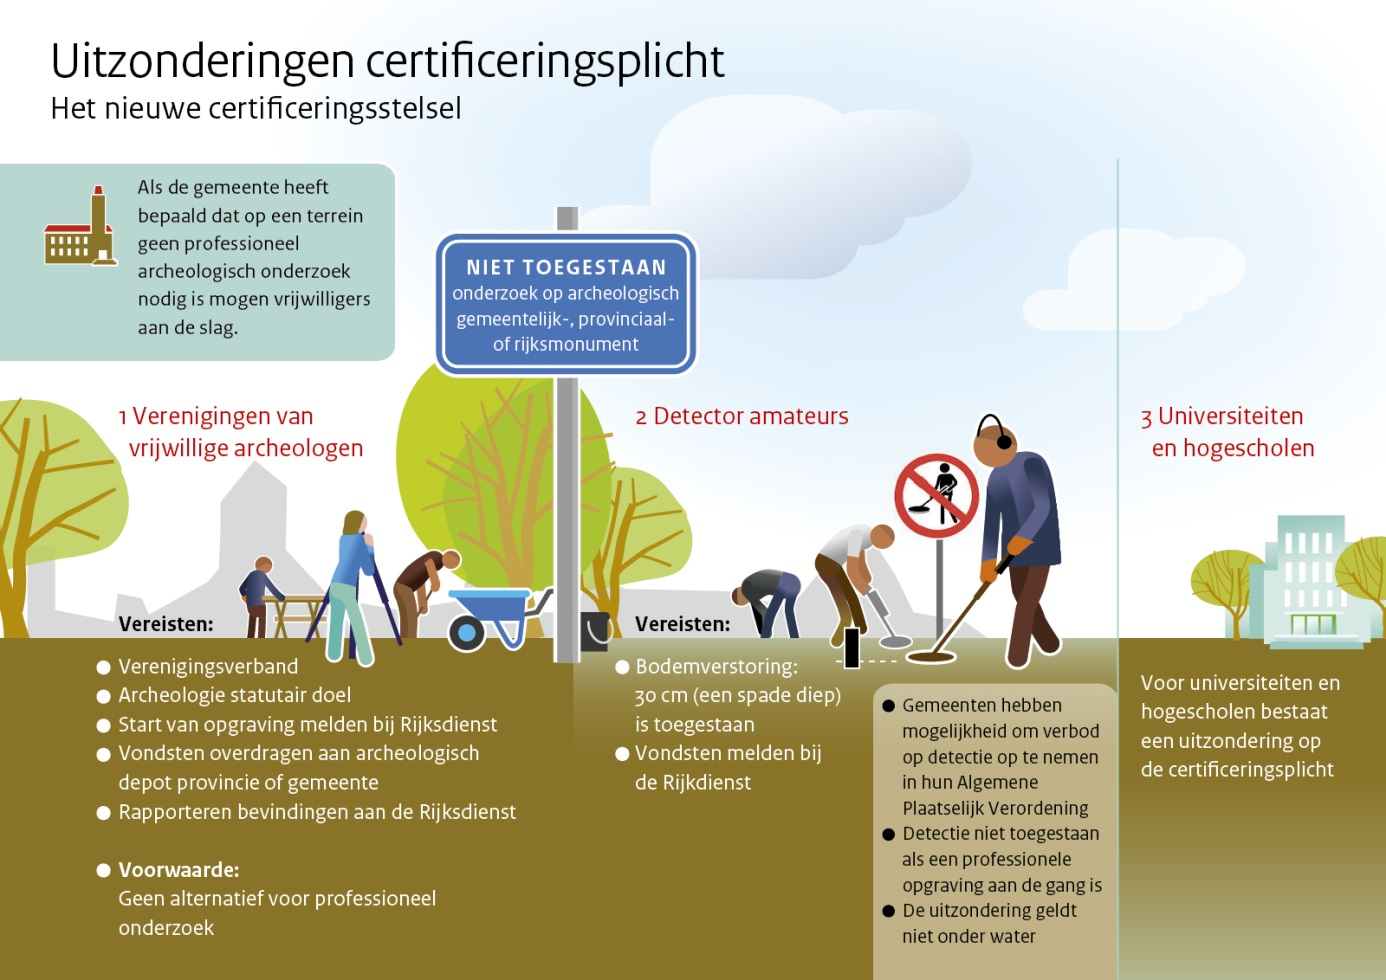 Uitzonderingen certificeringsplicht
Het nieuwe certificeringsstelsel
Als de gemeente heeft
bepaald dat op een terrein
geen professioneel
archeologisch onderzoek
nodig is mogen vrijwilligers
aan de slag.
NIET TOEGESTAAN
onderzoek op archeologisch
gemeentelijk-, provinciaal-
of rijksmonument
1 Verenigingen van
vrijwillige archeologen
Vereisten:
● Verenigingsverband
● Archeologie statutair doel
● Start van opgraving melden bij Rijksdienst
● Vondsten overdragen aan archeologisch
depot provincie of gemeente
● Rapporteren bevindingen aan de Rijksdienst
● Voorwaarde:
Geen alternatief voor professioneel
onderzoek
2 Detector amateurs
Vereisten:
● Bodemverstoring:
30 cm (een spade diep)
is toegestaan
● Vondsten melden bij
de Rijkdienst
● Gemeenten hebben
mogelijkheid om verbod
op detectie op te nemen
in hun Algemene
Plaatselijk Verordening
● Detectie niet toegestaan
als een professionele
opgraving aan de gang is
● De uitzondering geldt
niet onder water
3 Universiteiten
en hogescholen
Voor universiteiten en
hogescholen bestaat
een uitzondering op
de certificeringsplicht